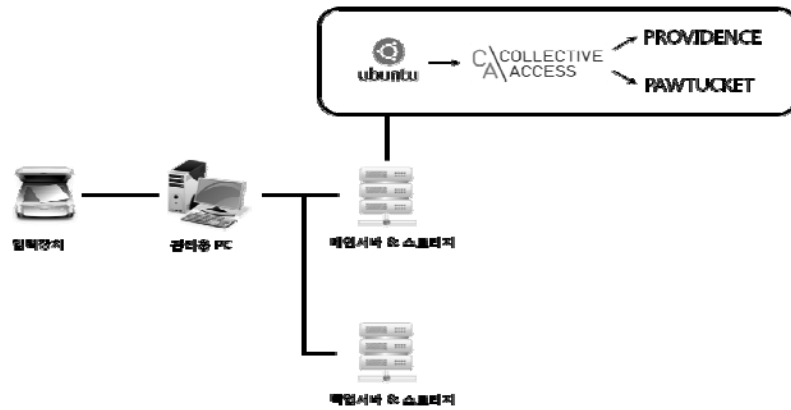 ubuntu
CA COLLECTIVE
ACCESS
PROVIDENCE
PAWTUCKET
입력장치
관리용 PC
메인서버 & 스토리지
백업서버 & 스토리지